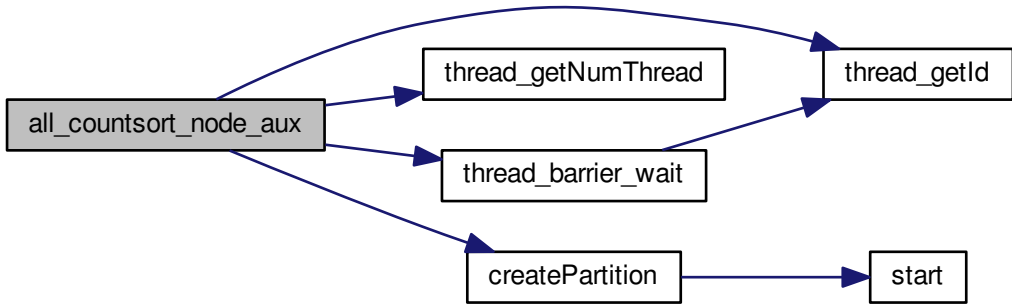 all_countsort_node_aux
thread_getNumThread
thread_getId
thread_barrier_wait
createPartition
start